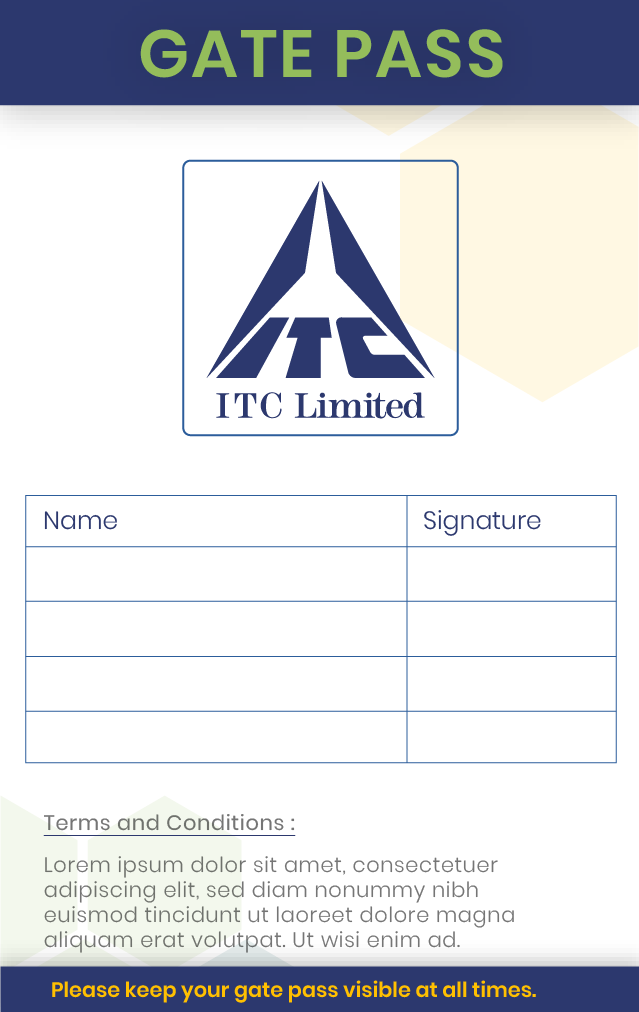 GATE PASS
ITC
ITC Limited
Name Signature
Terms and Conditions :
Lorem ipsum dolor sit amet, consectetuer
adipiscing elit, sed diam nonummy nibh
euismod tincidunt ut laoreet dolore magna
aliquam erat volutpat. Ut wisi enim ad.
Please keep your gate pass visible at all times.